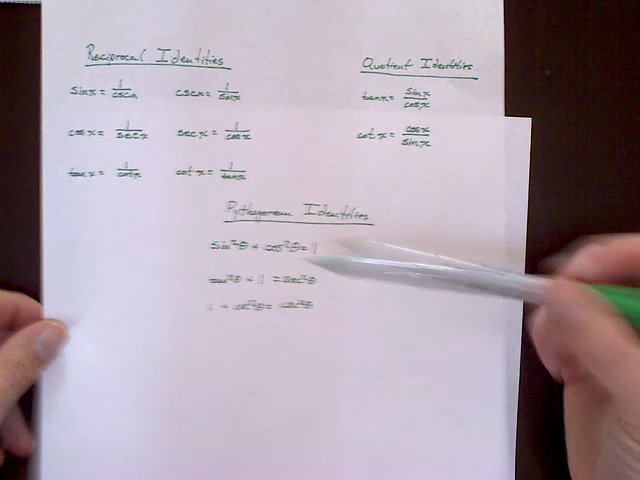 Reciprocal Identities
sin x = 1/csc x
csc x = 1/sin x
cos x = 1/sec x
sec x = 1/cos x
tan x = 1/cot x
cot x = 1/tan x
Quotient Identities
tan x = sin x/cos x
cot x = cos x/sin x
Pythagorean Identities
sin²θ + cos²θ = 1
tan²θ + 1 = sec²θ
1 + cot²θ = csc²θ